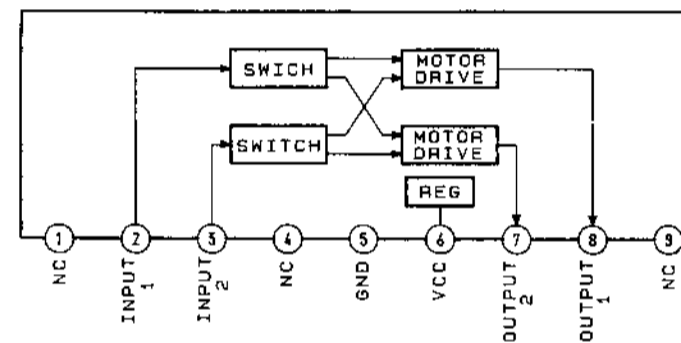 SWICH
MOTOR
DRIVE
SWITCH
MOTOR
DRIVE
REG
1
2
3
4
5
6
7
8
9
NC
INPUT
1
INPUT
2
NC
GND
VCC
OUTPUT
2
OUTPUT
1
NC